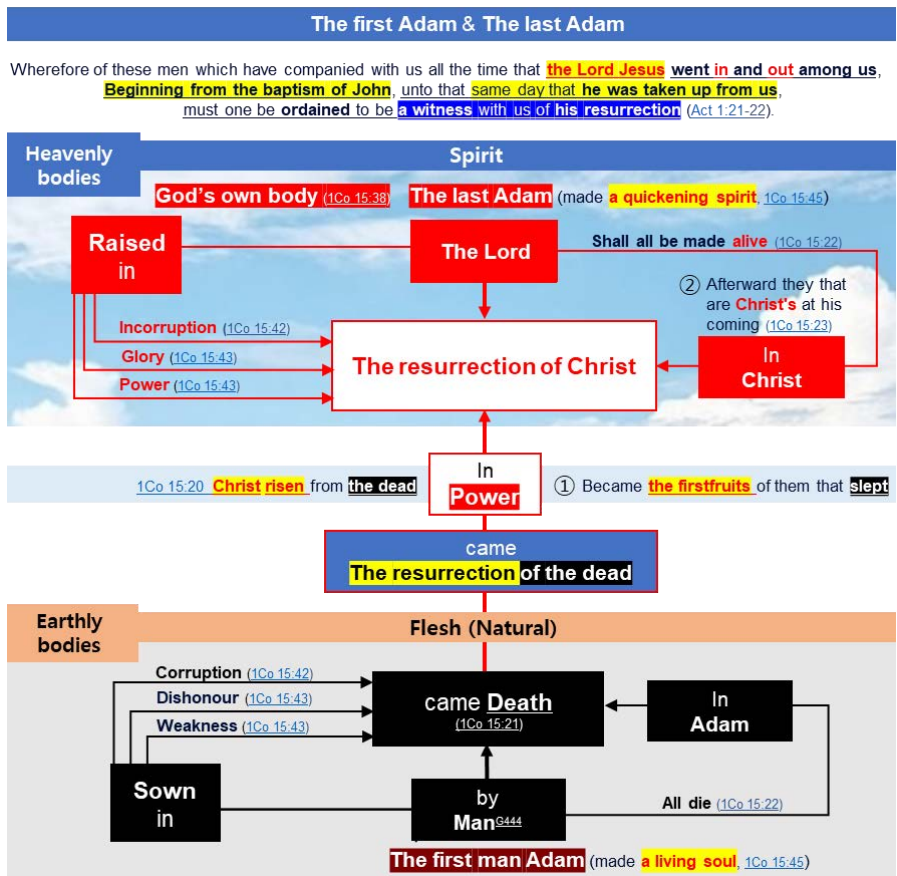 The first Adam & The last Adam
Wherefore of these men which have companied with us all the time that the Lord Jesus went in and out among us,
Beginning from the baptism of John, unto that same day that he was taken up from us,
must one be ordained to be a witness with us of his resurrection (Act 1:21-22).
Heavenly
bodies
Spirit
God's own body (1Co 15:38)
The last Adam (made a quickening spirit, 1Co 15:45)
Raised
in
The Lord
Shall all be made alive (1Co 15:22)
② Afterward they that
are Christ's at his
coming (1Co 15:23)
Incorruption (1Co 15:42)
Glory (1Co 15:43)
Power (1Co 15:43)
The resurrection of Christ
In
Christ
1Co 15:20 Christ risen from the dead
In
Power
① Became the firstfruits of them that slept
came
The resurrection of the dead
Earthly
bodies
Flesh (Natural)
Corruption (1Co 15:42)
Dishonour (1Co 15:43)
Weakness (1Co 15:43)
came Death
(1Co 15:21)
In
Adam
Sown
in
by
ManG444
All die (1Co 15:22)
The first man Adam (made a living soul, 1Co 15:45)